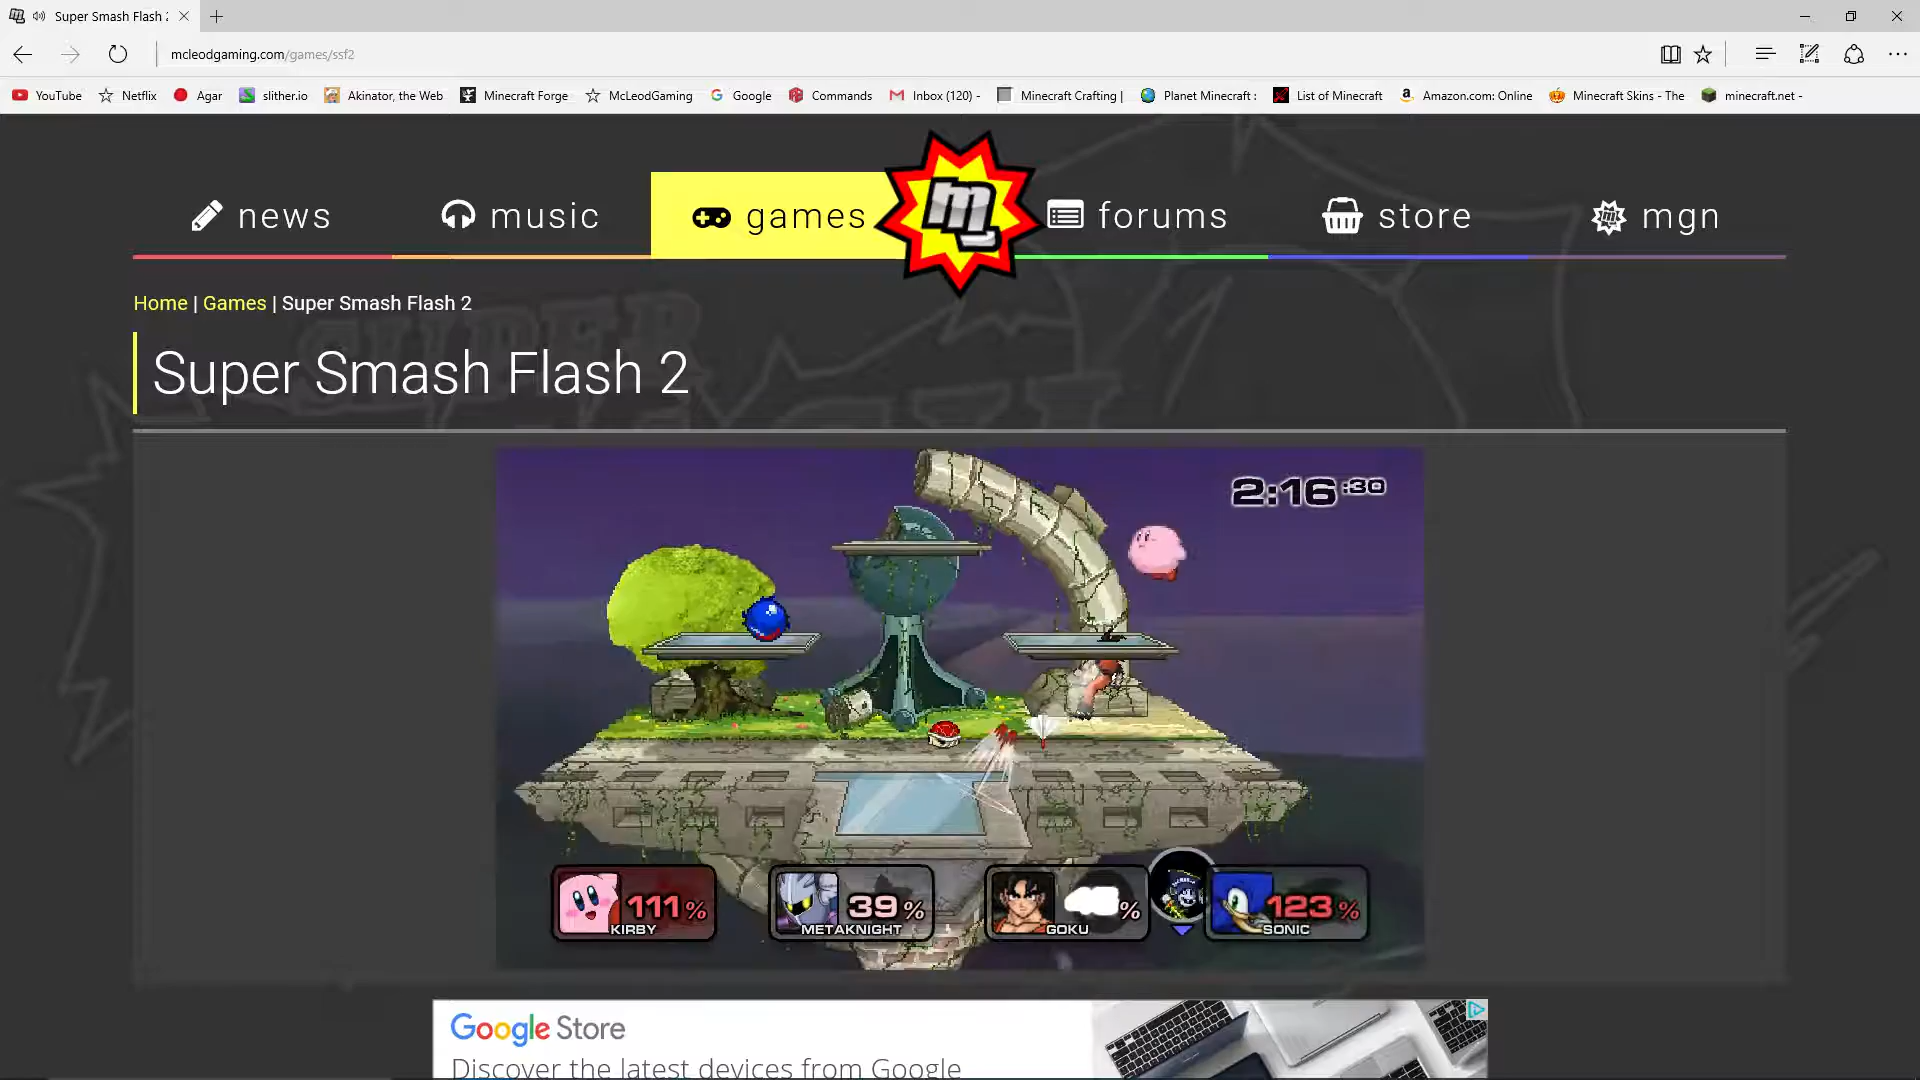 Super Smash Flash 2
mcleodgaming.com/games/ssf2
YouTube Netflix Agar slither.io Akinator, the Web Minecraft Forge McLeodGaming Google Commands Inbox (120) - Minecraft Crafting | Planet Minecraft : List of Minecraft Amazon.com: Online Minecraft Skins - The minecraft.net -
news music games m forums store mgn
Home | Games | Super Smash Flash 2
Super Smash Flash 2
2:16:30
111% 39% % 123%
KIRBY METAKNIGHT GOKU SONIC
Google Store
Discover the latest devices from Google